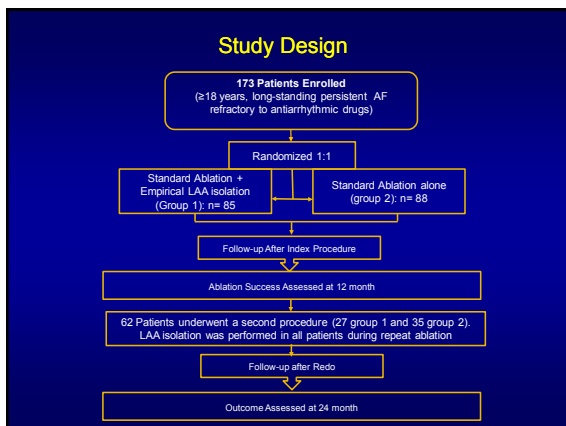 Study Design
173 Patients Enrolled
(≥18 years, long-standing persistent AF
refractory to antiarrhythmic drugs)
Randomized 1:1
Standard Ablation +
Empirical LAA isolation
(Group 1): n= 85
Standard Ablation alone
(group 2): n= 88
Follow-up After Index Procedure
Ablation Success Assessed at 12 month
62 Patients underwent a second procedure (27 group 1 and 35 group 2).
LAA isolation was performed in all patients during repeat ablation
Follow-up after Redo
Outcome Assessed at 24 month